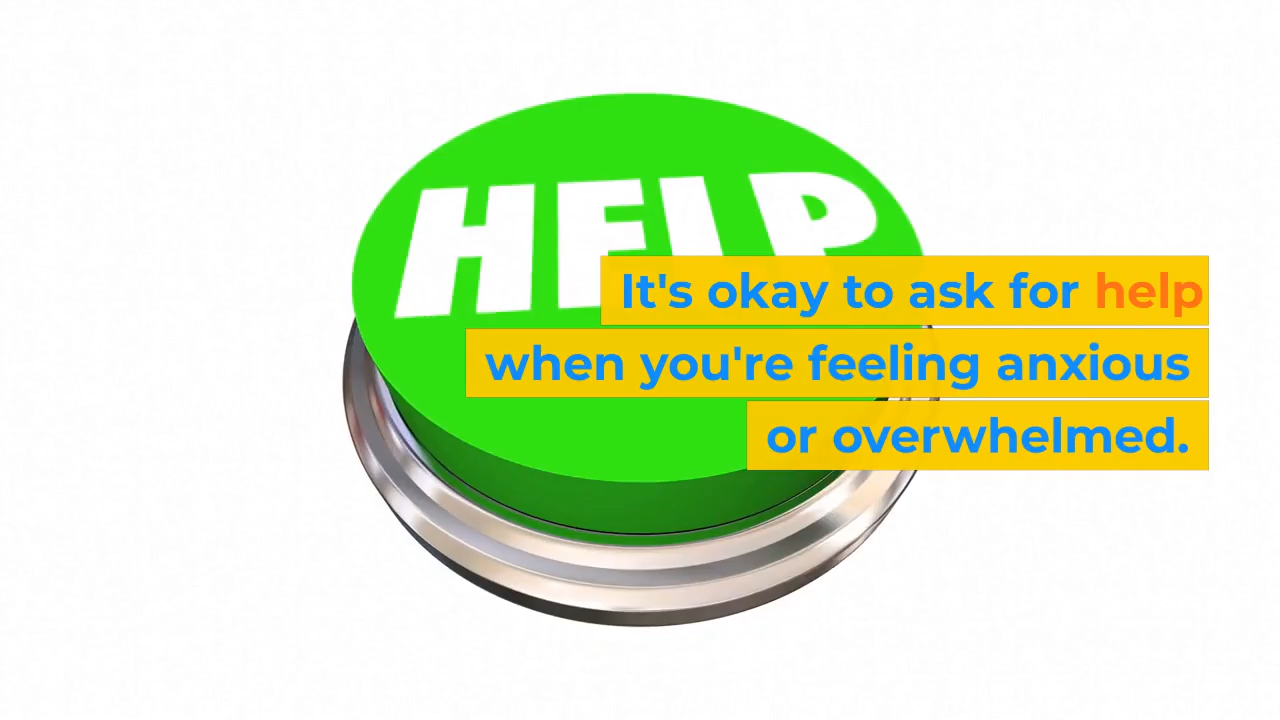 HELP
It's okay to ask for help
when you're feeling anxious
or overwhelmed.